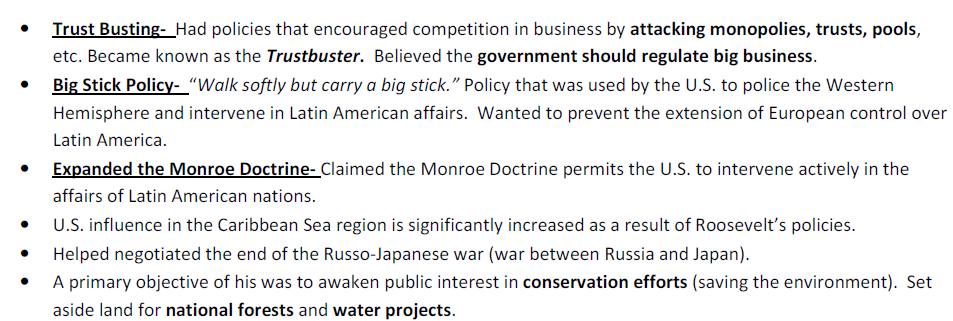 • Trust Busting- Had policies that encouraged competition in business by attacking monopolies, trusts, pools,
etc. Became known as the Trustbuster. Believed the government should regulate big business.
• Big Stick Policy- “Walk softly but carry a big stick.” Policy that was used by the U.S. to police the Western
Hemisphere and intervene in Latin American affairs. Wanted to prevent the extension of European control over
Latin America.
• Expanded the Monroe Doctrine- Claimed the Monroe Doctrine permits the U.S. to intervene actively in the
affairs of Latin American nations.
• U.S. influence in the Caribbean Sea region is significantly increased as a result of Roosevelt’s policies.
• Helped negotiated the end of the Russo-Japanese war (war between Russia and Japan).
• A primary objective of his was to awaken public interest in conservation efforts (saving the environment). Set
aside land for national forests and water projects.